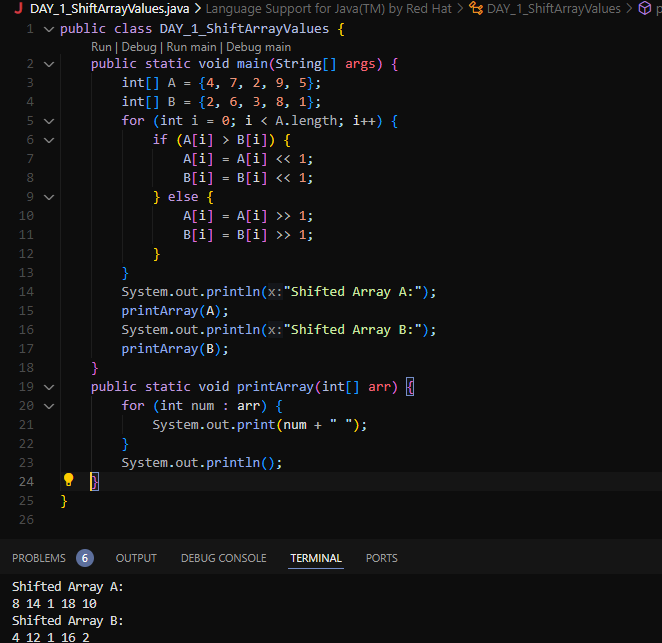 J DAY_1_ShiftArrayValues.java > Language Support for Java(TM) by Red Hat > DAY_1_ShiftArrayValues >
1 public class DAY_1_ShiftArrayValues {
Run | Debug | Run main | Debug main
2 public static void main(String[] args) {
3 int[] A = {4, 7, 2, 9, 5};
4 int[] B = {2, 6, 3, 8, 1};
5 for (int i = 0; i < A.length; i++) {
6 if (A[i] > B[i]) {
7 A[i] = A[i] << 1;
8 B[i] = B[i] << 1;
9 } else {
10 A[i] = A[i] >> 1;
11 B[i] = B[i] >> 1;
12 }
13 }
14 System.out.println(x:"Shifted Array A:");
15 printArray(A);
16 System.out.println(x:"Shifted Array B:");
17 printArray(B);
18 }
19 public static void printArray(int[] arr) {
20 for (int num : arr) {
21 System.out.print(num + " ");
22 }
23 System.out.println();
24 }
25 }
26
PROBLEMS 6 OUTPUT DEBUG CONSOLE TERMINAL PORTS
Shifted Array A:
8 14 1 18 10
Shifted Array B:
4 12 1 16 2